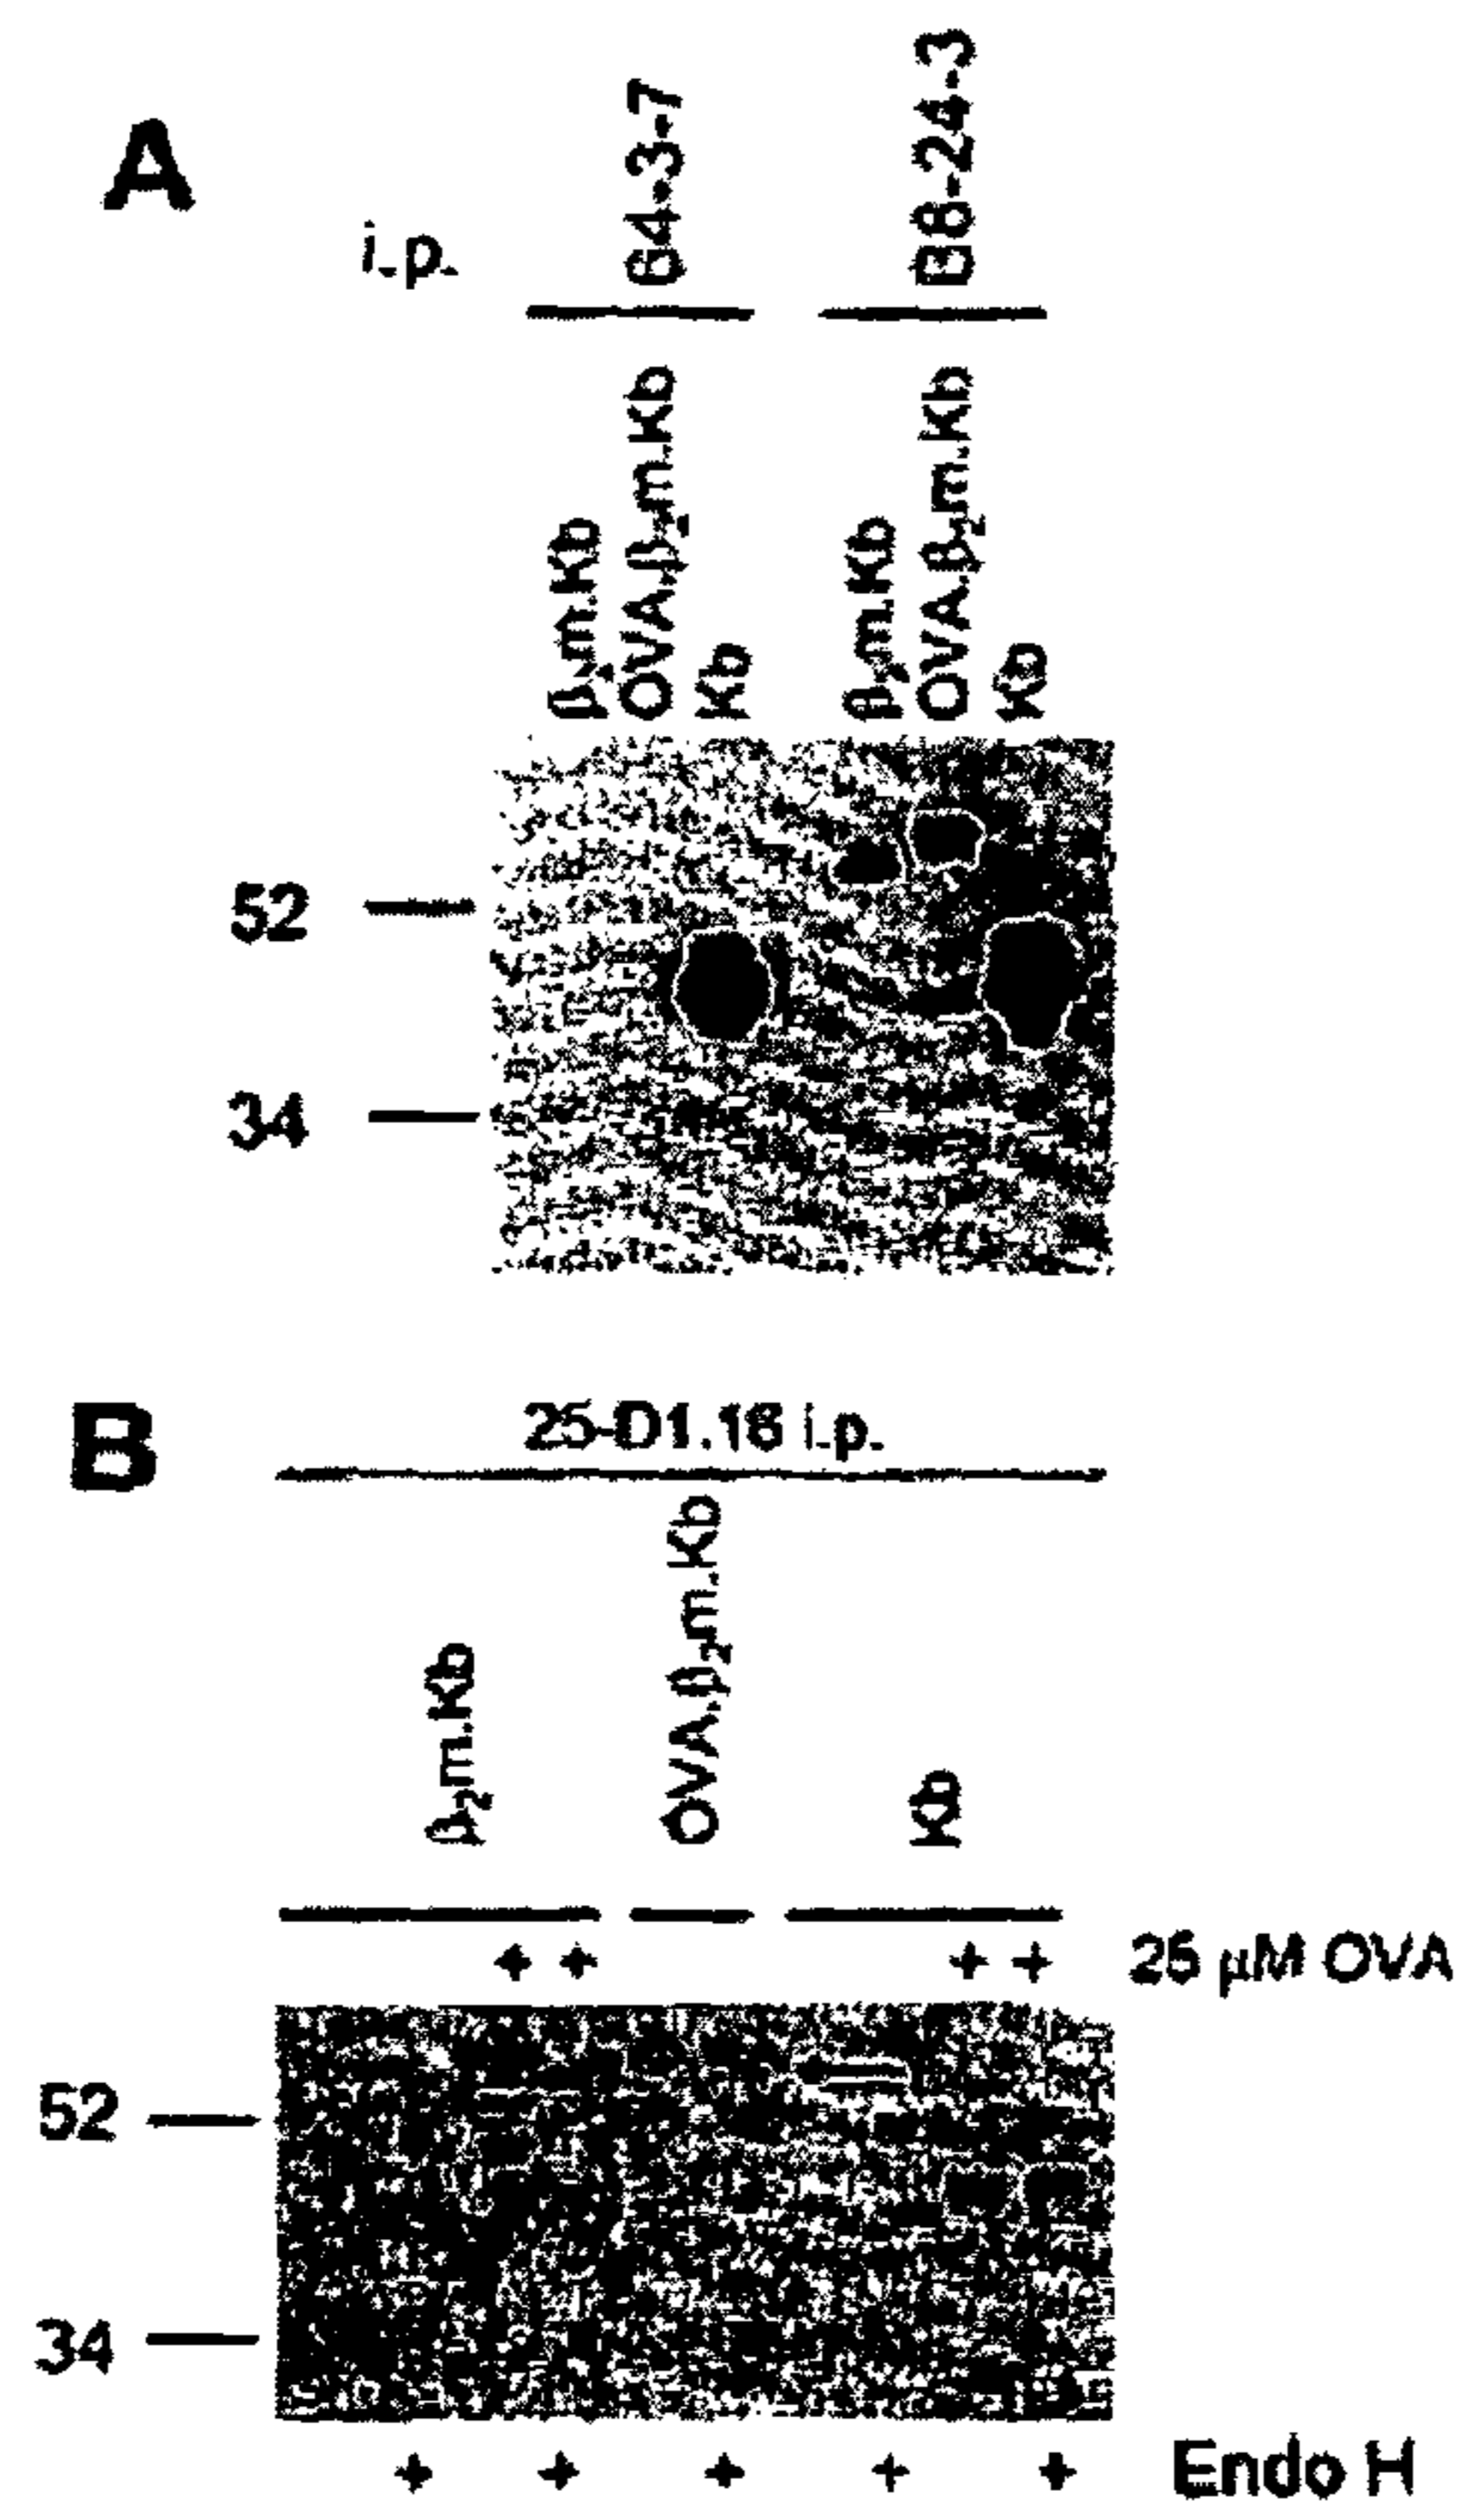 A
i.p.
64-3-7
B8-24-3
β₂m.Kb
OVA.β₂m.Kb
Kb
β₂m.Kb
OVA.β₂m.Kb
Kb
52
34
B
25-D1.16 i.p.
β₂m.Kb
OVA.β₂m.Kb
Kb
+ + + + 25 μM OVA
52
34
+ + + + + Endo H